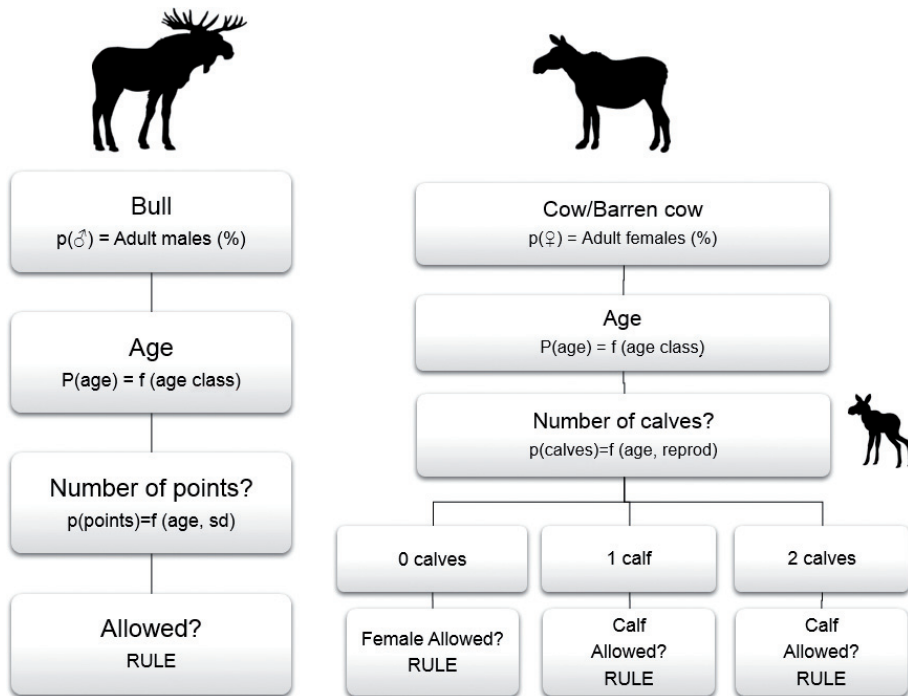 Bull
p(♂) = Adult males (%)
Age
P(age) = f (age class)
Number of points?
p(points)=f (age, sd)
Allowed?
RULE
Cow/Barren cow
p(♀) = Adult females (%)
Age
P(age) = f (age class)
Number of calves?
p(calves)=f (age, reprod)
0 calves
1 calf
2 calves
Female Allowed?
RULE
Calf
Allowed?
RULE
Calf
Allowed?
RULE